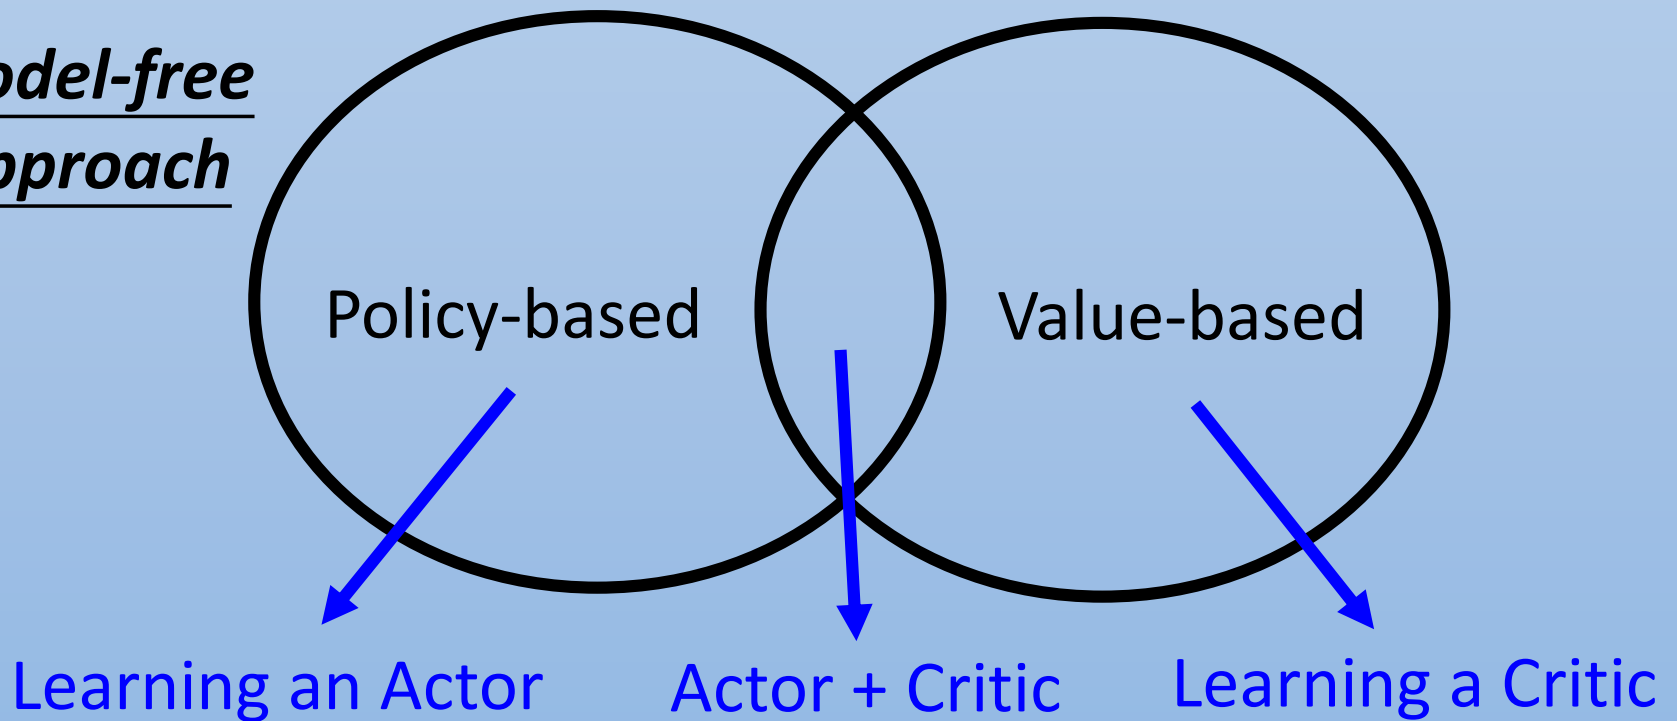 odel-free
pproach
Policy-based
Value-based
Learning an Actor
Actor + Critic
Learning a Critic